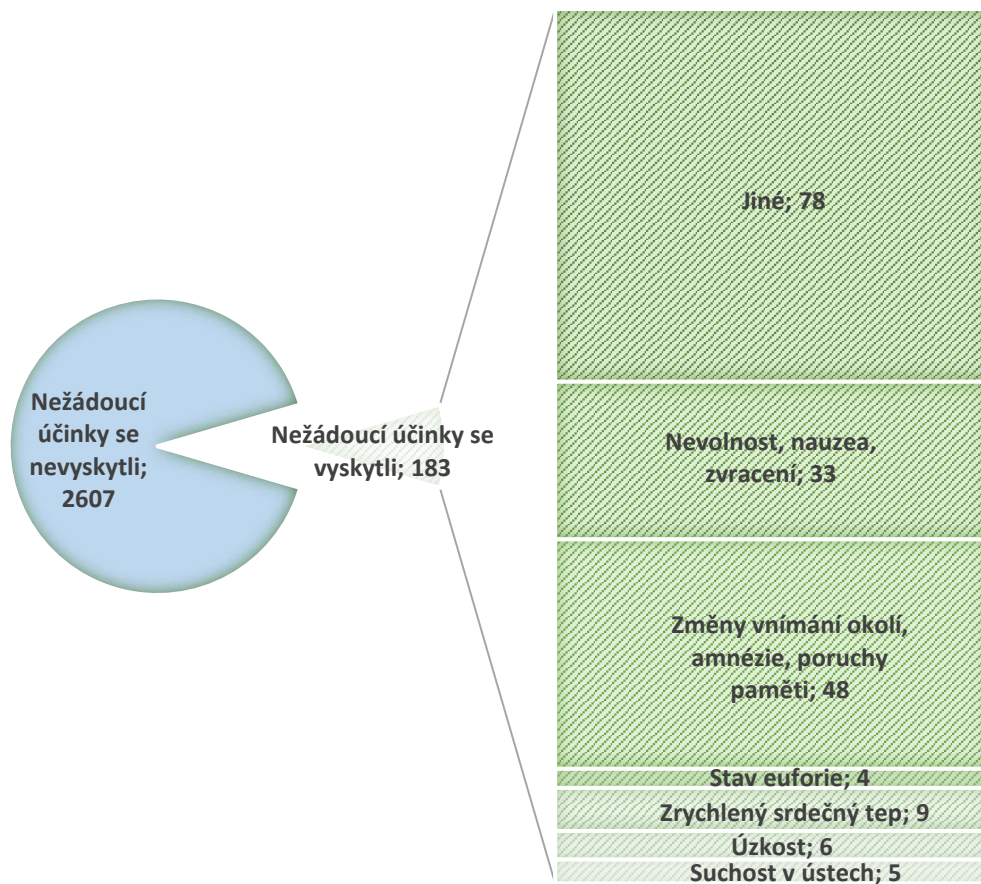 Nežádoucí
účinky se
nevyskytli;
2607
Nežádoucí účinky se
vyskytli; 183
Jiné; 78
Nevolnost, nauzea,
zvracení; 33
Změny vnímání okolí,
amnézie, poruchy
paměti; 48
Stav euforie; 4
Zrychlený srdečný tep; 9
Úzkost; 6
Suchost v ústech; 5